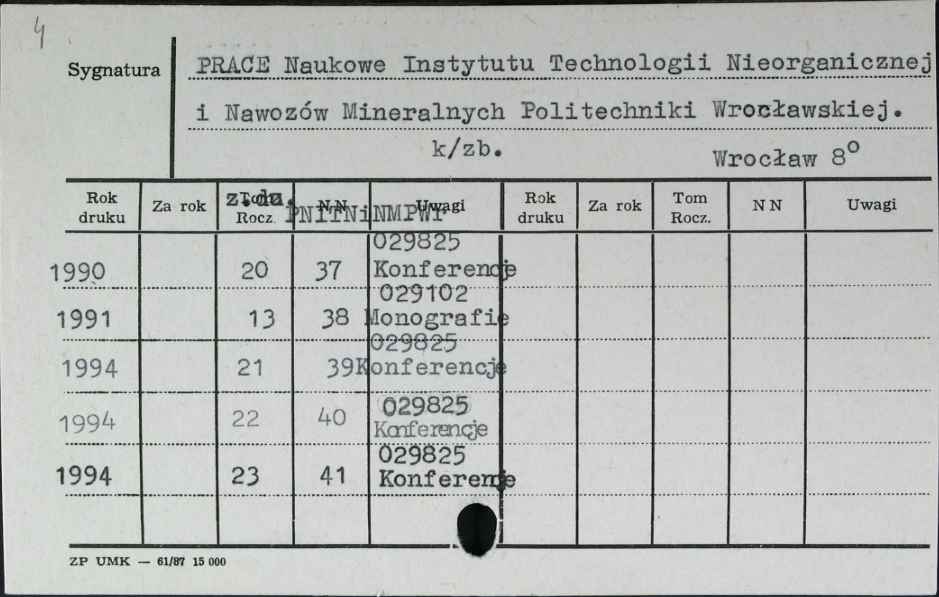 4
Sygnatura
PRACE Naukowe Instytutu Technologii Nieorganicznej
i Nawozów Mineralnych Politechniki Wrocławskiej.
k/zb.
Wrocław 8°
Rok druku Za rok Tom Rocz. N N Uwagi Rok druku Za rok Tom Rocz. N N Uwagi
z.dz. PNITNiNMPWr
029825
1990 20 37 Konferencje
029102
1991 13 38 Monografie
029825
1994 21 39 Konferencje
029825
1994 22 40 Konferencje
029825
1994 23 41 Konferencje
ZP UMK — 61/87 15 000